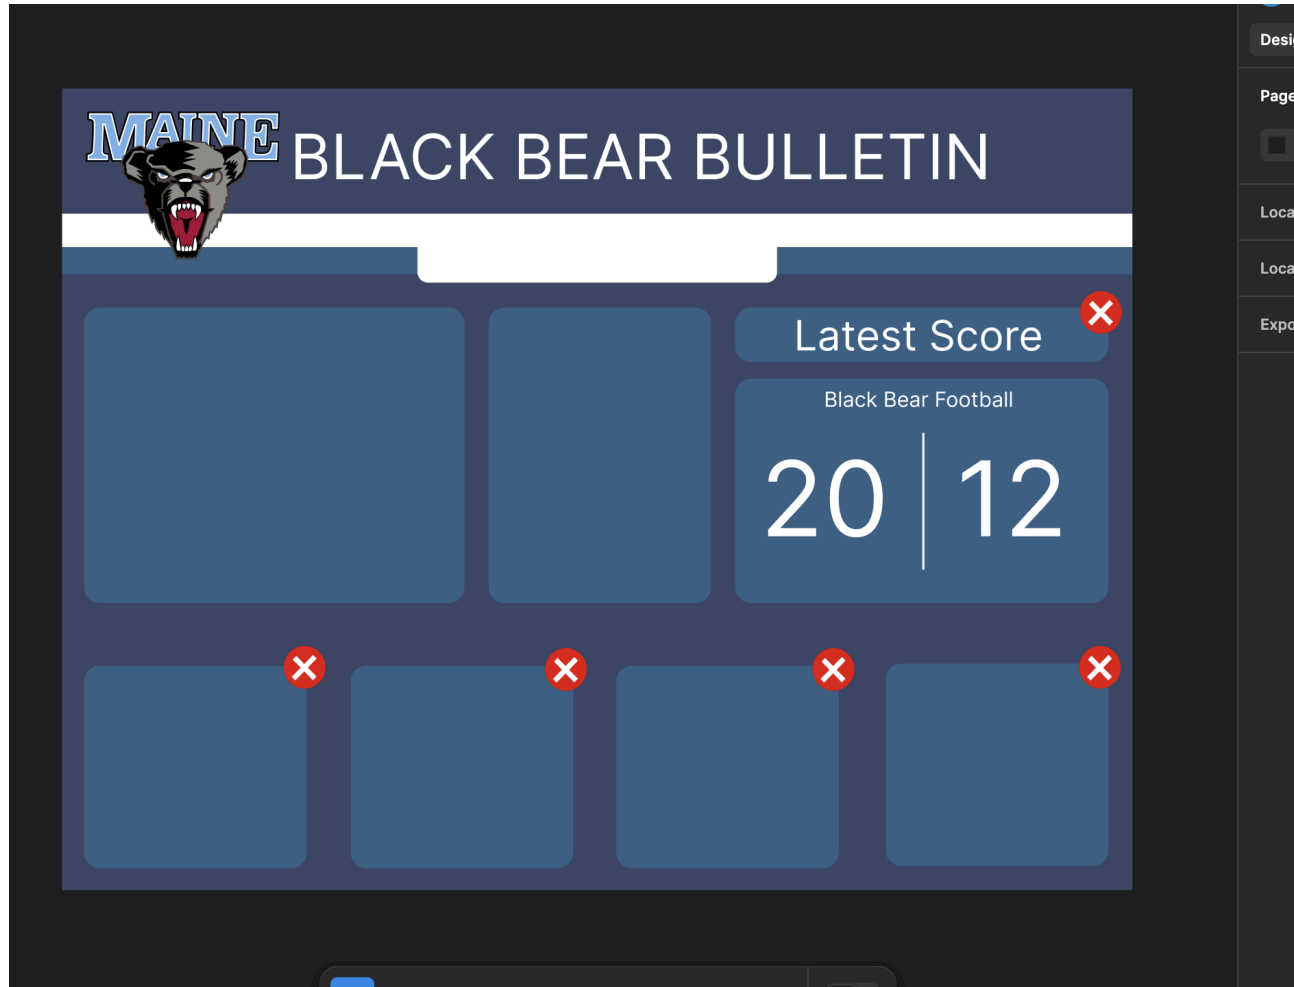 Desi
Page
MAINE
BLACK BEAR BULLETIN
Loca
Loca
Latest Score
Expo
Black Bear Football
20
12